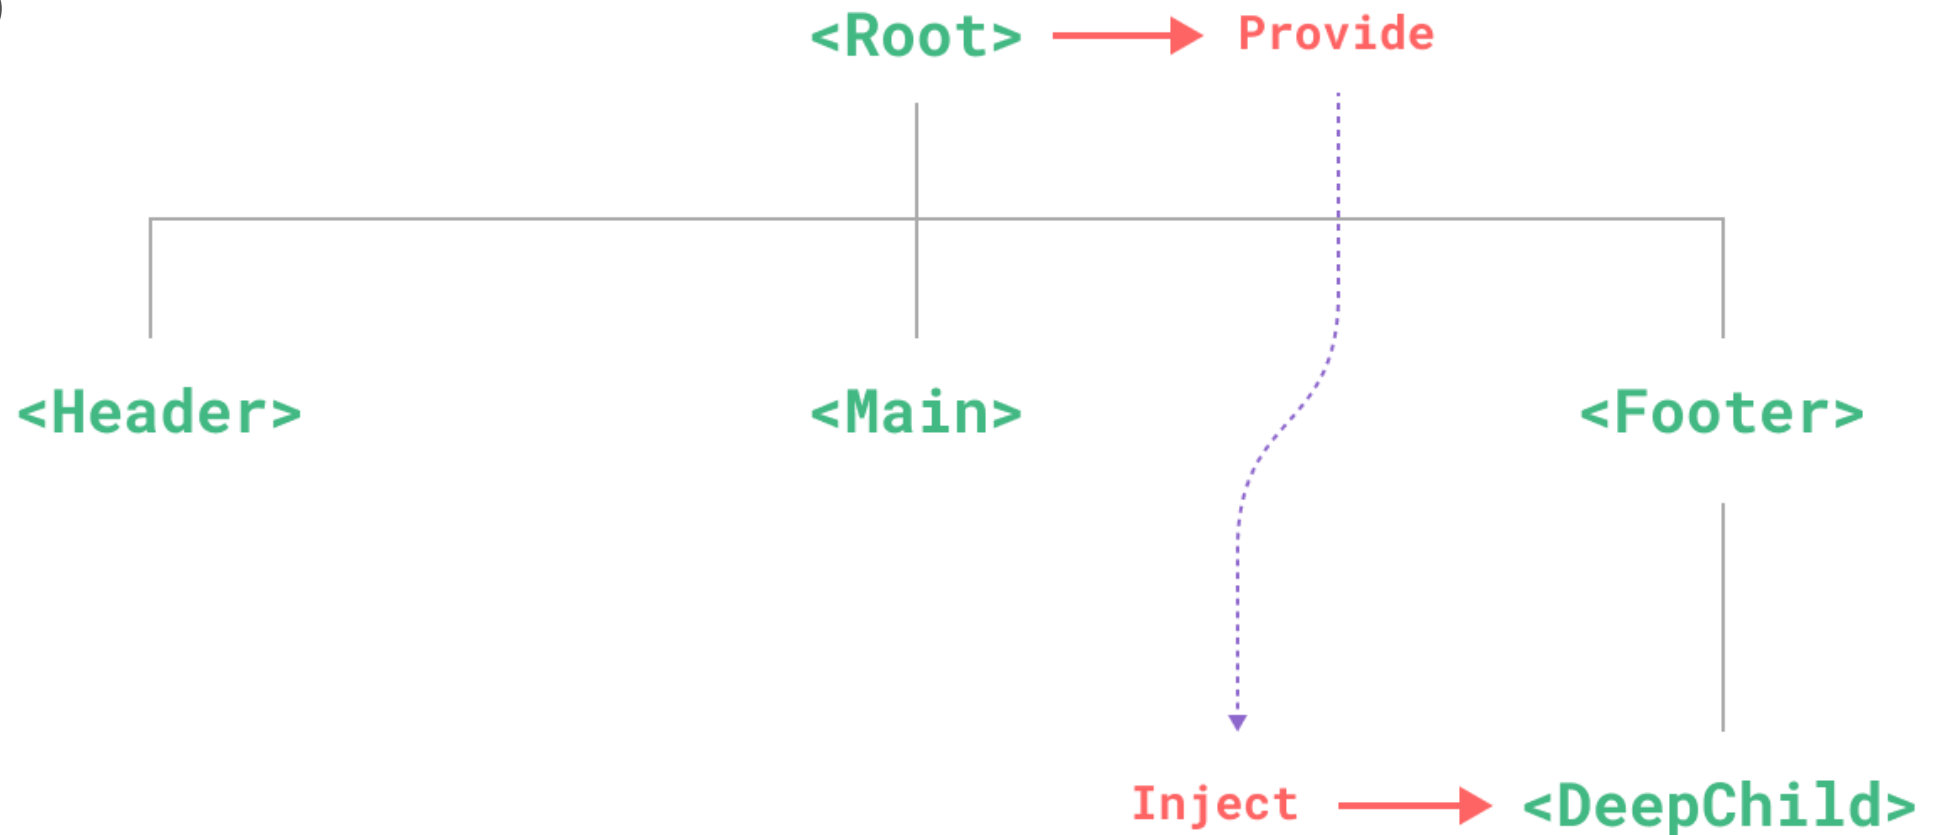 <Root> Provide
<Header> <Main> <Footer>
Inject <DeepChild>